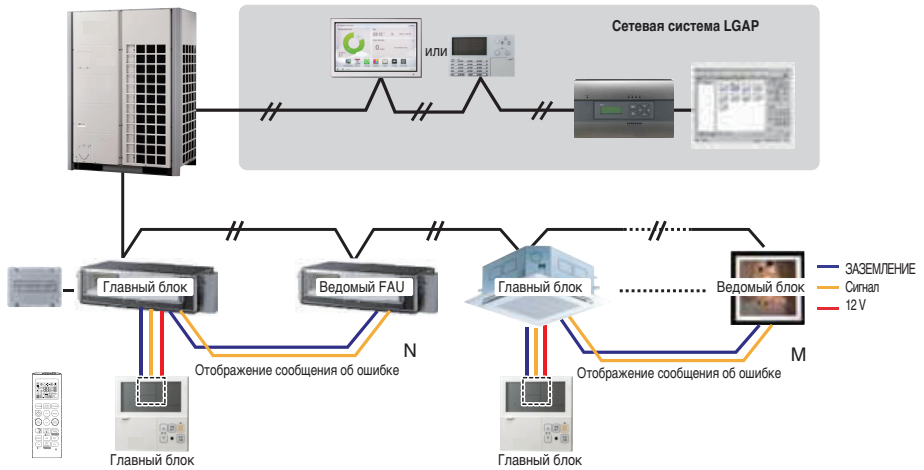 Сетевая система LGAP
или
Главный блок
Ведомый FAU
Главный блок
Ведомый блок
ЗАЗЕМЛЕНИЕ
Сигнал
12 V
N
M
Отображение сообщения об ошибке
Отображение сообщения об ошибке
Главный блок
Главный блок